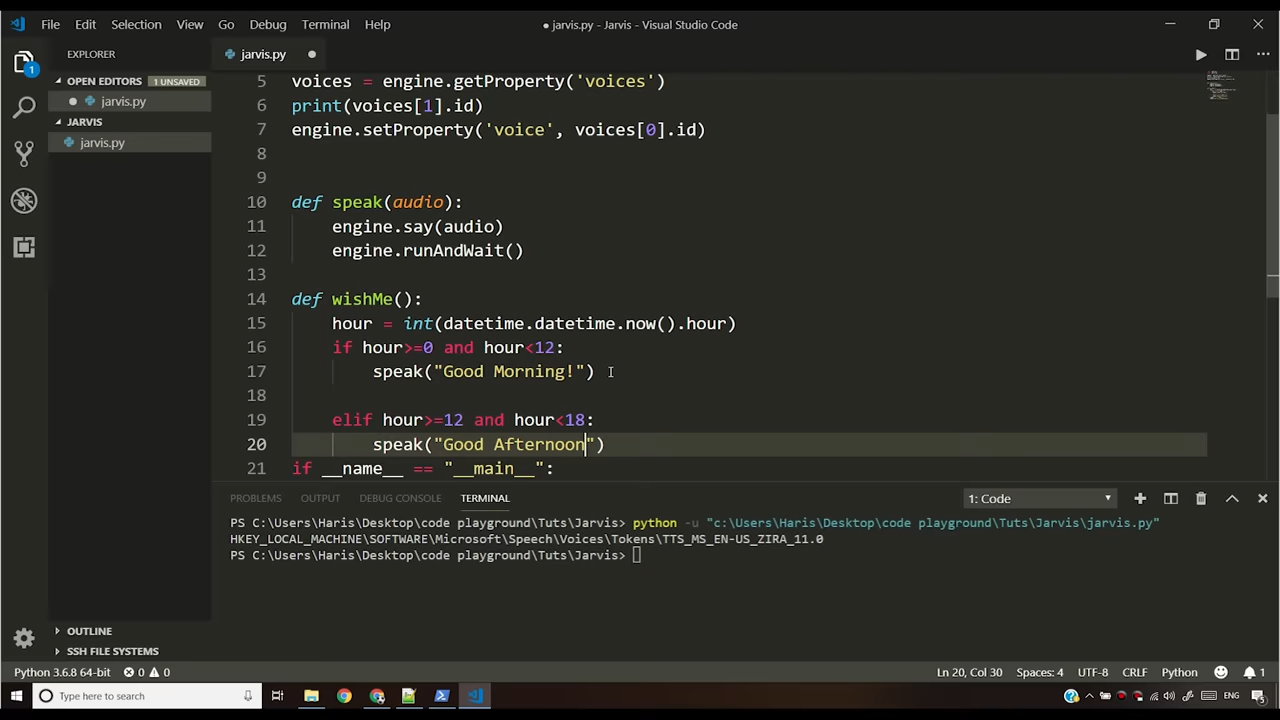 File Edit Selection View Go Debug Terminal Help
● jarvis.py - Jarvis - Visual Studio Code
EXPLORER
jarvis.py ●
OPEN EDITORS 1 UNSAVED
● jarvis.py
JARVIS
jarvis.py
1
5 voices = engine.getProperty('voices')
6 print(voices[1].id)
7 engine.setProperty('voice', voices[0].id)
8
9
10 def speak(audio):
11 engine.say(audio)
12 engine.runAndWait()
13
14 def wishMe():
15 hour = int(datetime.datetime.now().hour)
16 if hour>=0 and hour<12:
17 speak("Good Morning!")
18
19 elif hour>=12 and hour<18:
20 speak("Good Afternoon")
21 if __name__ == "__main__":
PROBLEMS OUTPUT DEBUG CONSOLE TERMINAL 1: Code
PS C:\Users\Haris\Desktop\code playground\Tuts\Jarvis> python -u "c:\Users\Haris\Desktop\code playground\Tuts\Jarvis\jarvis.py"
HKEY_LOCAL_MACHINE\SOFTWARE\Microsoft\Speech\Voices\Tokens\TTS_MS_EN-US_ZIRA_11.0
PS C:\Users\Haris\Desktop\code playground\Tuts\Jarvis>
OUTLINE
SSH FILE SYSTEMS
Python 3.6.8 64-bit 0 0 Ln 20, Col 30 Spaces: 4 UTF-8 CRLF Python 1
Type here to search ENG 5